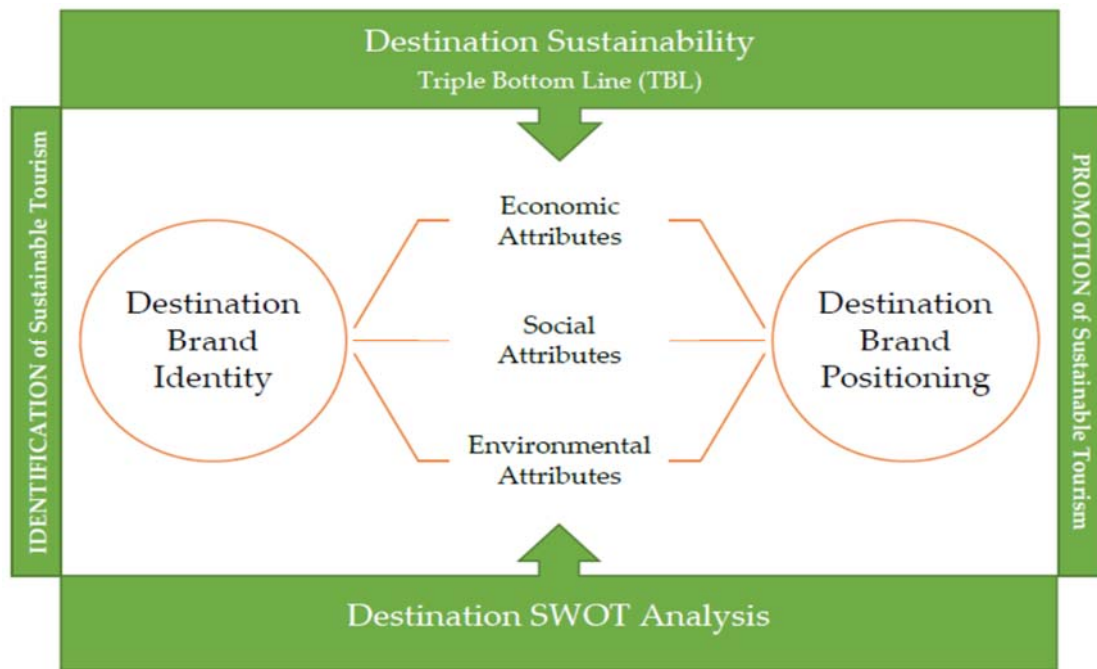 Destination Sustainability
Triple Bottom Line (TBL)
IDENTIFICATION of Sustainable Tourism
Destination
Brand
Identity
Economic
Attributes
Social
Attributes
Environmental
Attributes
Destination
Brand
Positioning
PROMOTION of Sustainable Tourism
Destination SWOT Analysis